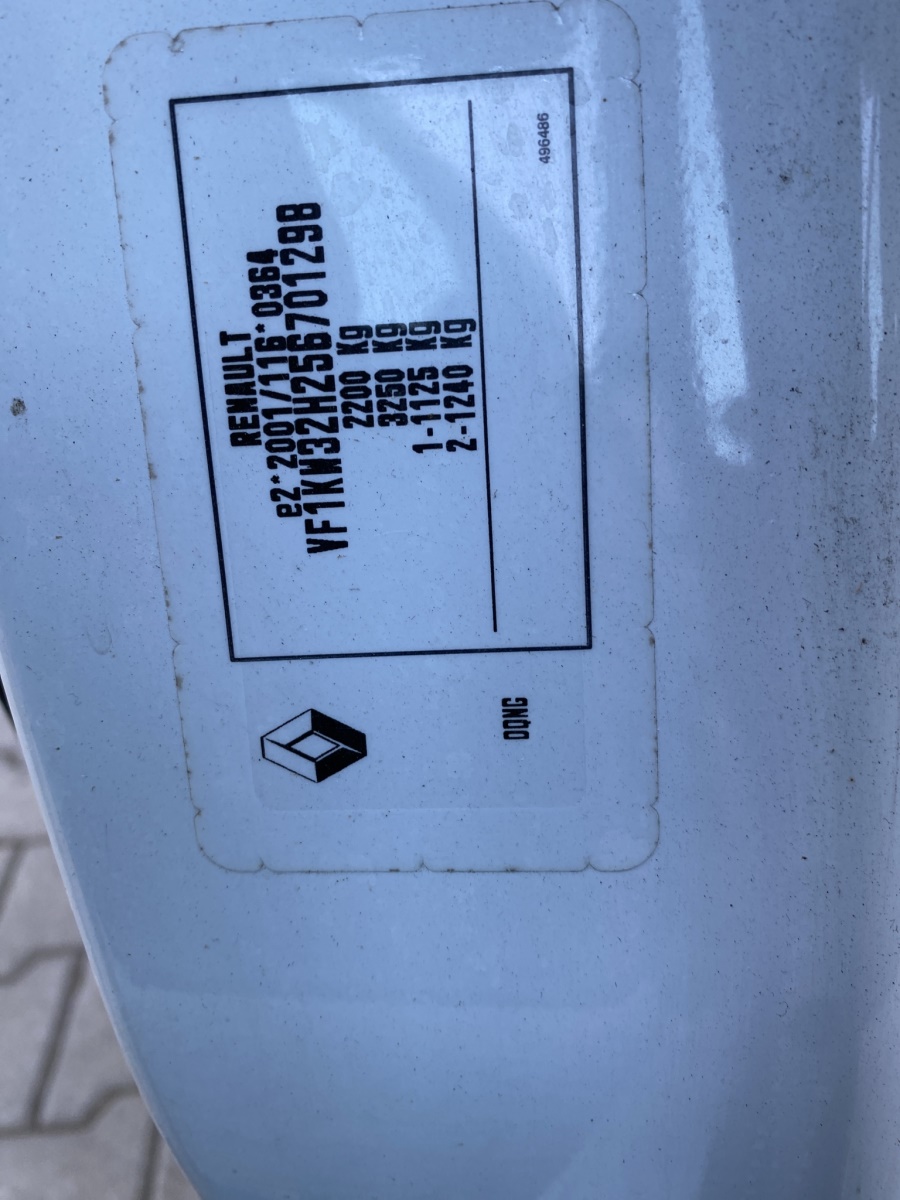 RENAULT
e2*2001/116*0364
VF1KW32H256701298
2200 Kg
3250 Kg
1-1125 Kg
2-1240 Kg
496486
DQNG